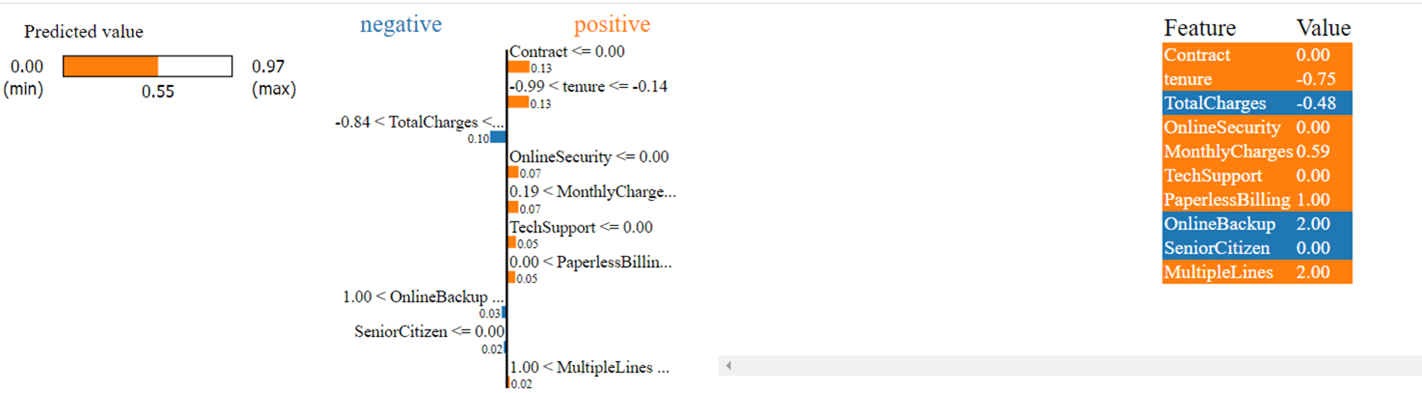 Predicted value
0.00
(min)
0.55
0.97
(max)
negative
positive
Contract <= 0.00
0.13
-0.99 < tenure <= -0.14
0.13
-0.84 < TotalCharges <...
0.10
OnlineSecurity <= 0.00
0.07
0.19 < MonthlyCharge...
0.07
TechSupport <= 0.00
0.05
0.00 < PaperlessBillin...
0.05
1.00 < OnlineBackup ...
0.03
SeniorCitizen <= 0.00
0.02
1.00 < MultipleLines ...
0.02
Feature Value
Contract 0.00
tenure -0.75
TotalCharges -0.48
OnlineSecurity 0.00
MonthlyCharges 0.59
TechSupport 0.00
PaperlessBilling 1.00
OnlineBackup 2.00
SeniorCitizen 0.00
MultipleLines 2.00